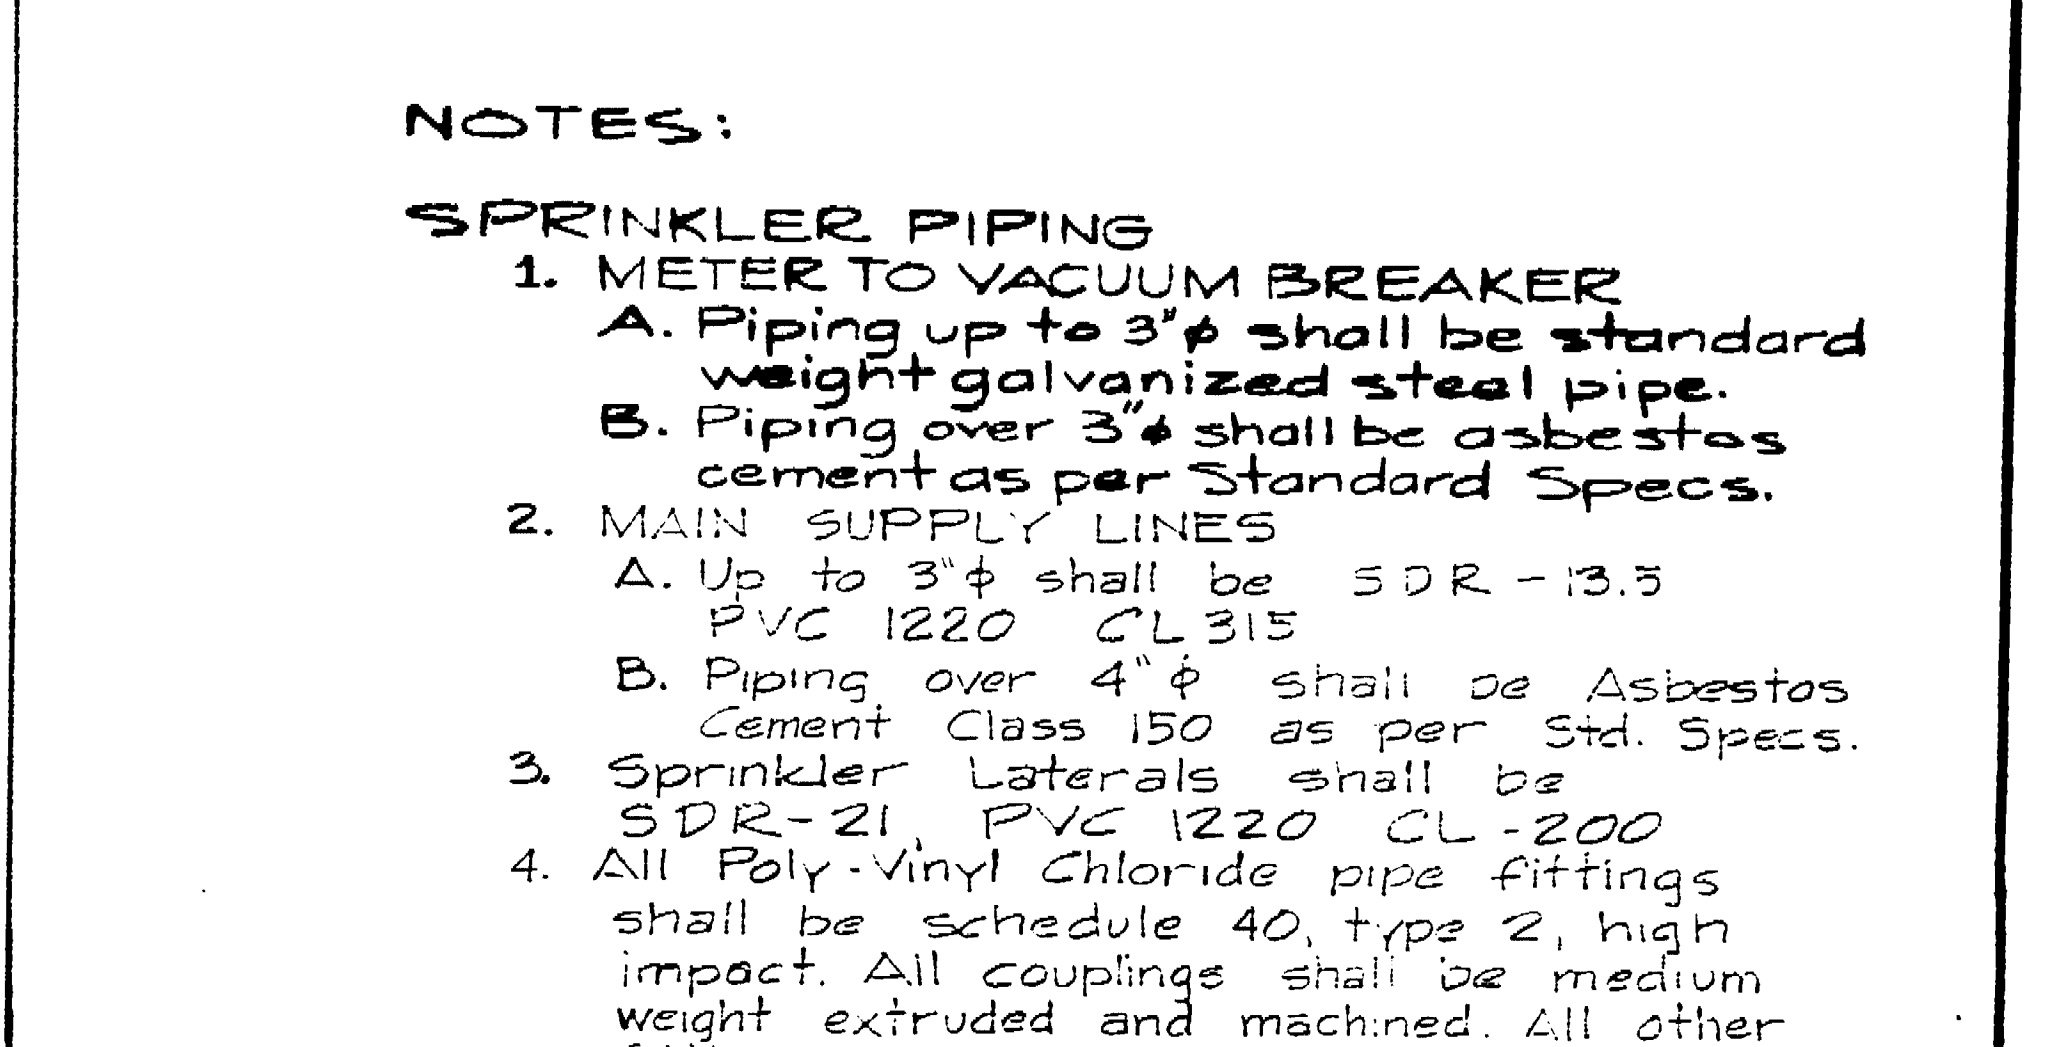 NOTES:
SPRINKLER PIPING
1. METER TO VACUUM BREAKER
A. Piping up to 3"ϕ shall be standard
weight galvanized steel pipe.
B. Piping over 3"ϕ shall be asbestos
cement as per Standard Specs.
2. MAIN SUPPLY LINES
A. Up to 3"ϕ shall be SDR-13.5
PVC 1220 CL 315
B. Piping over 4"ϕ shall be Asbestos
Cement Class 150 as per Std. Specs.
3. Sprinkler Laterals shall be
SDR-21, PVC 1220 CL-200
4. All Poly-Vinyl Chloride pipe fittings
shall be schedule 40, type 2, high
impact. All couplings shall be medium
weight extruded and machined. All other